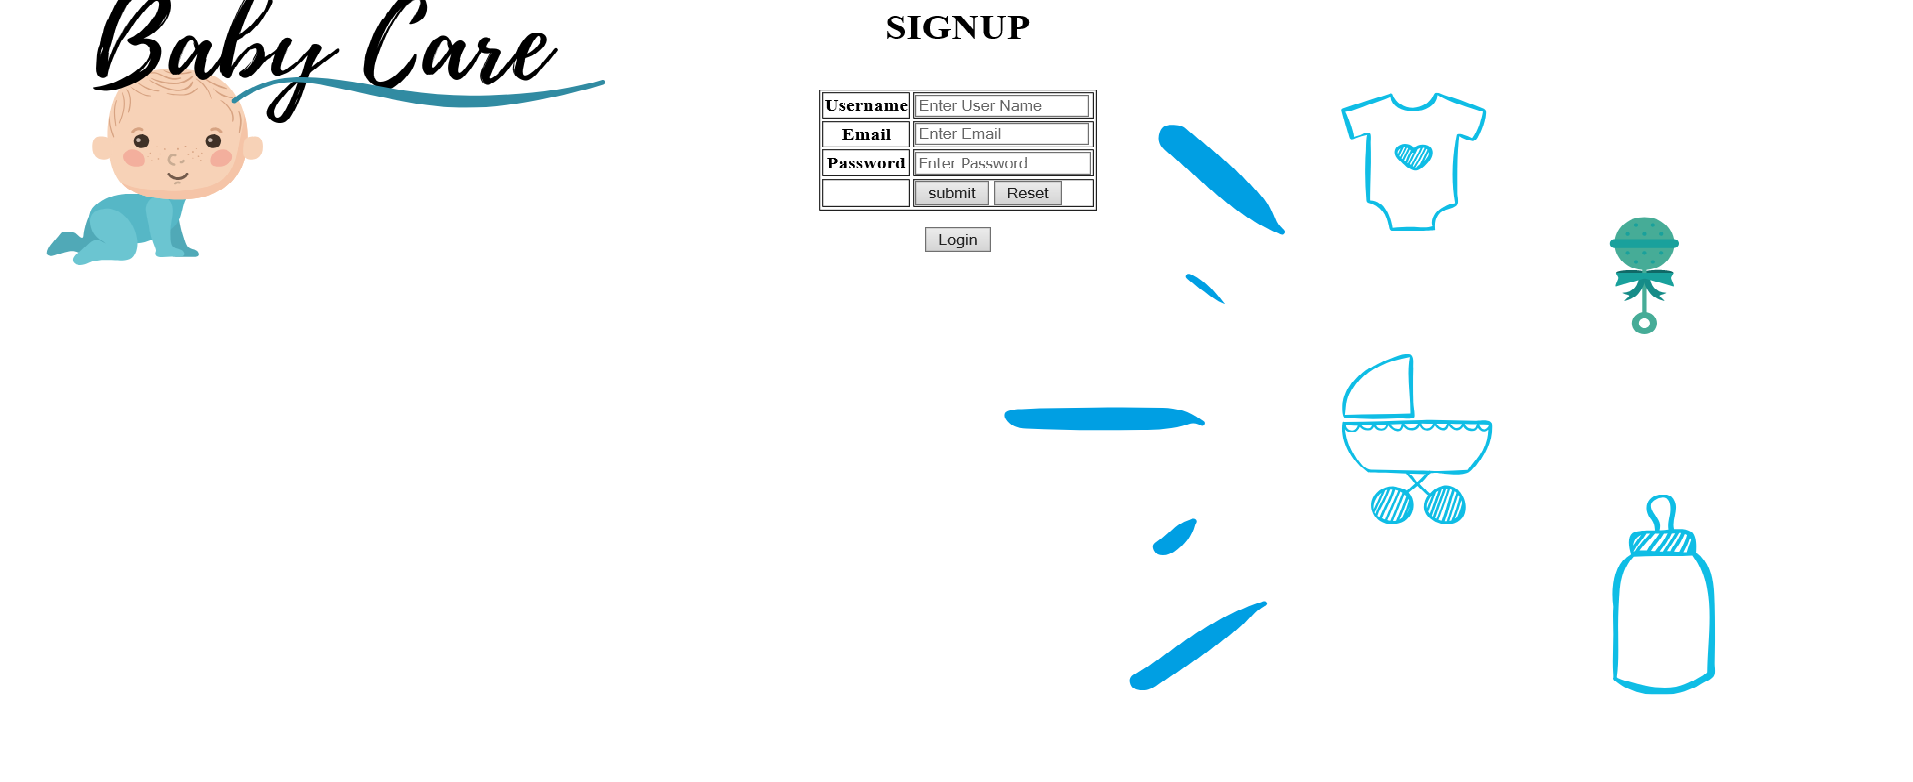 Baby Care
SIGNUP
Username Enter User Name
Email Enter Email
Password Enter Password
submit Reset
Login